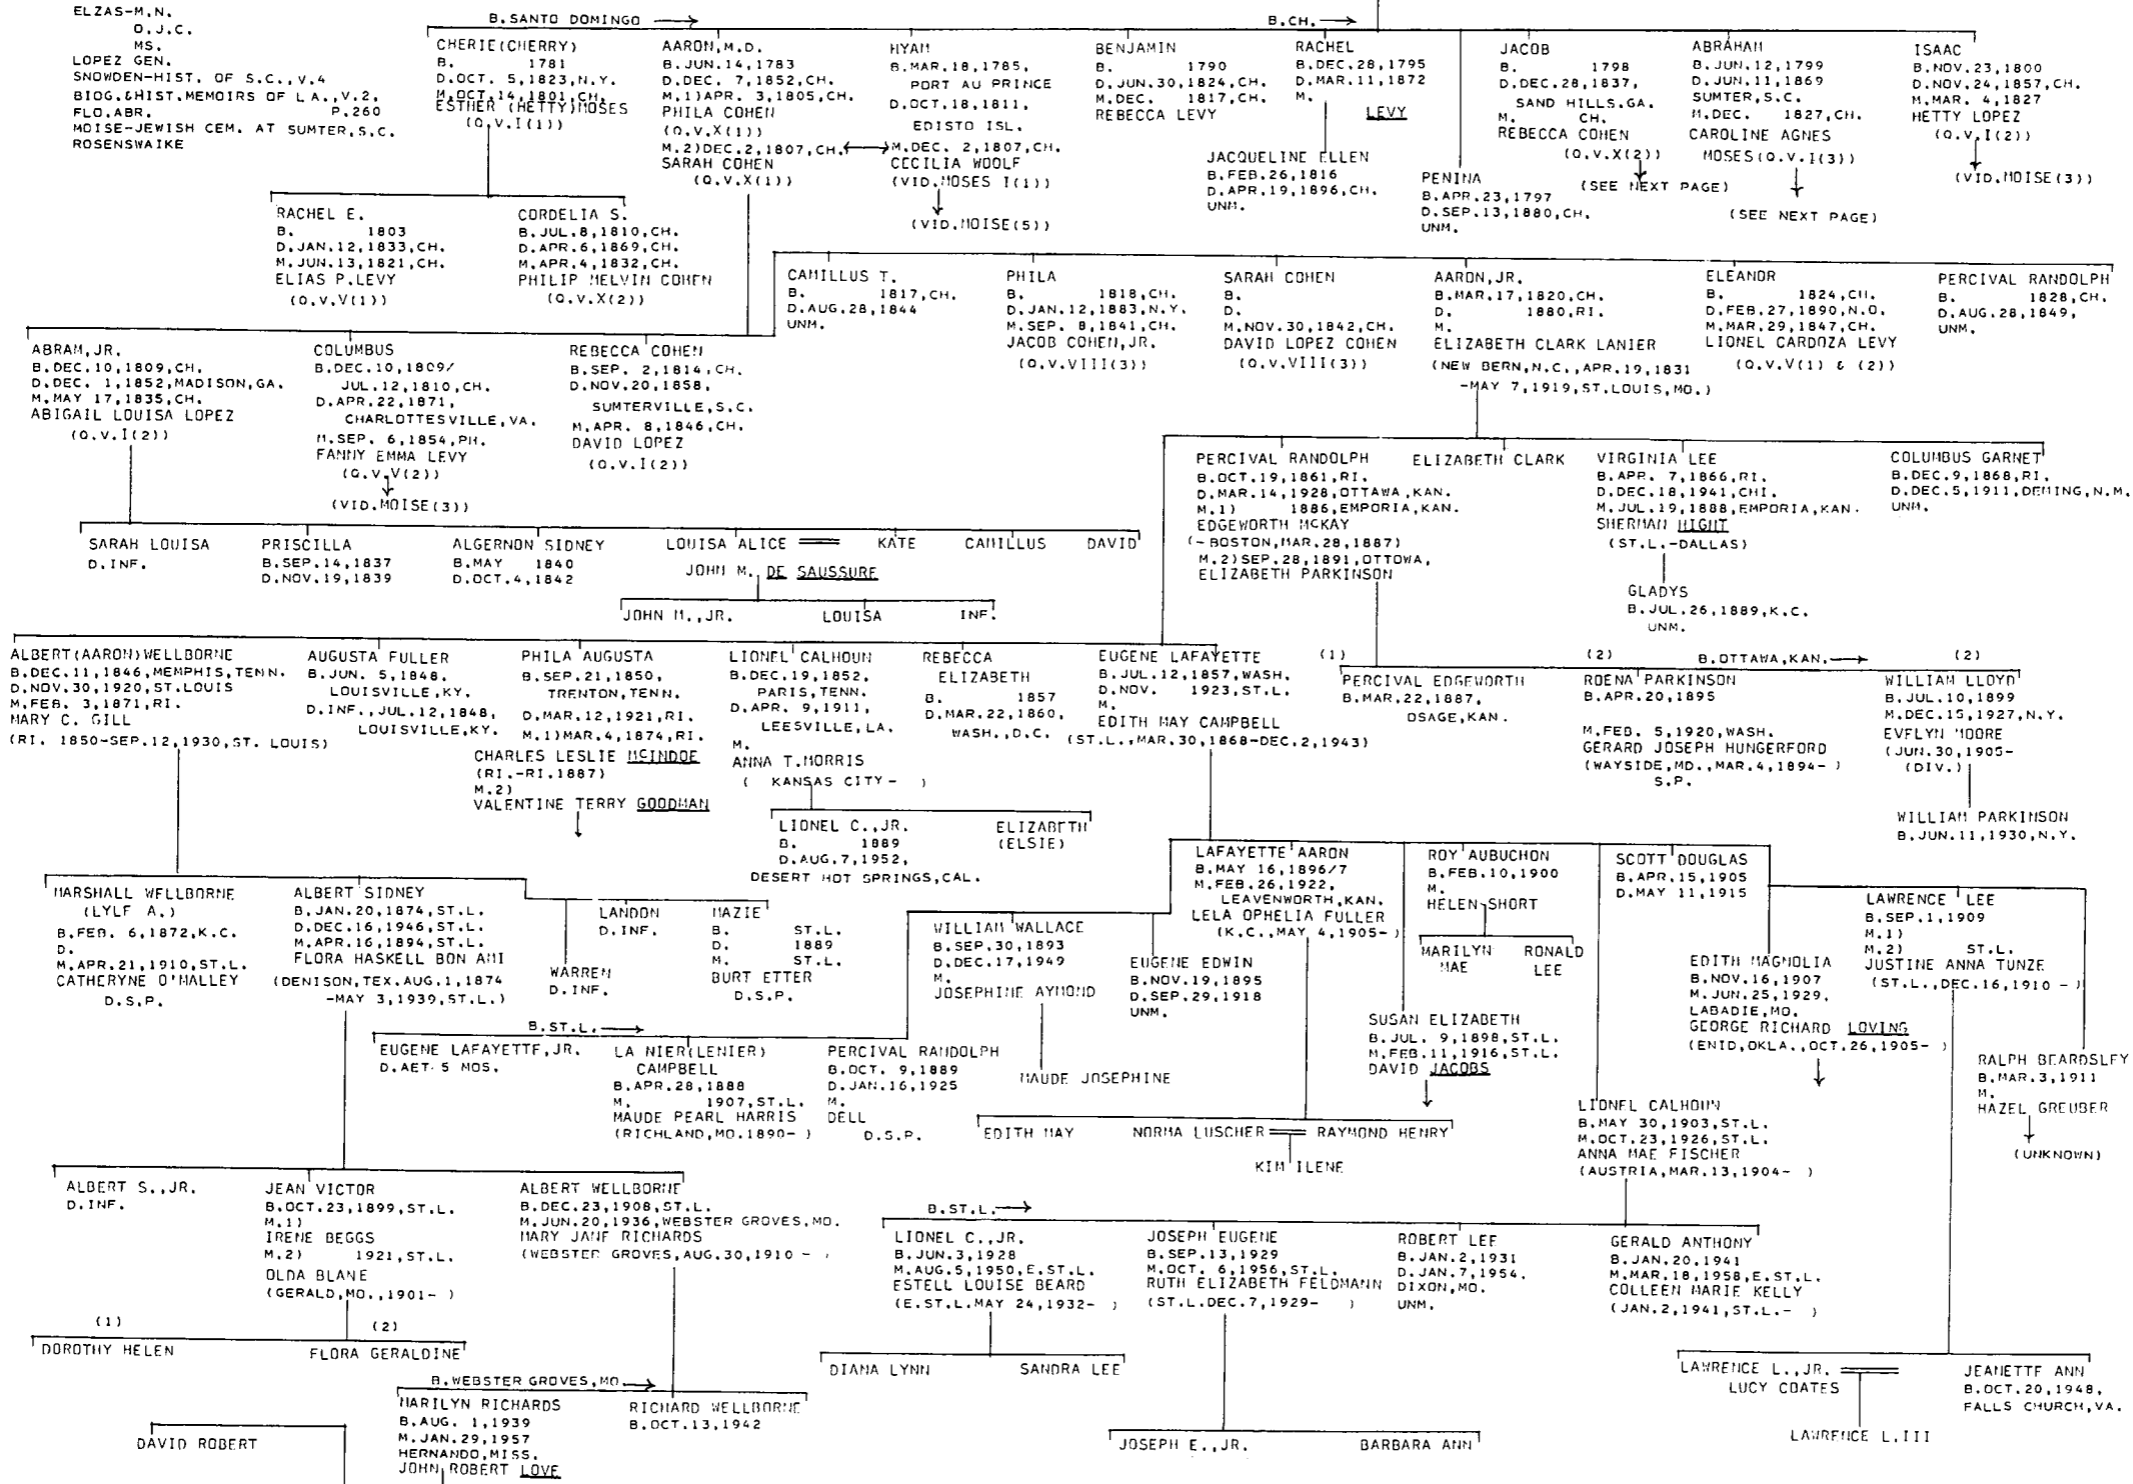 ELZAS-M.N.
O.J.C.
MS.
LOPEZ GEN.
SNOWDEN-HIST. OF S.C.,V.4
BIOG.&HIST.MEMOIRS OF LA.,V.2,
P.260
FLO.ABR.
MOISE-JEWISH CEM. AT SUMTER,S.C.
ROSENSWAIKE
B.SANTO DOMINGO →
B.CH. →
CHERIE(CHERRY)
B. 1781
D.OCT. 5,1823,N.Y.
M.OCT.14,1801,CH.
ESTHER (HETTY)MOSES
(Q.V.I(1))
AARON,M.D.
B.JUN.14,1783
D.DEC. 7,1852,CH.
M.1)APR. 3,1805,CH.
PHILA COHEN
(Q.V.X(1))
M.2)DEC.2,1807,CH.
SARAH COHEN
(Q.V.X(1))
HYAM
B.MAR.18,1785,
PORT AU PRINCE
D.OCT.18,1811,
EDISTO ISL.
M.DEC. 2,1807,CH.
CECILIA WOOLF
(VID.MOSES I(1))
(VID.MOISE(5))
BENJAMIN
B. 1790
D.JUN.30,1824,CH.
M.DEC. 1817,CH.
REBECCA LEVY
RACHEL
B.DEC.28,1795
D.MAR.11,1872
M.
LEVY
JACQUELINE ELLEN
B.FEB.26,1816
D.APR.19,1896,CH.
UNM.
PENINA
B.APR.23,1797
D.SEP.13,1880,CH.
UNM.
JACOB
B. 1798
D.DEC.28,1837,
SAND HILLS,GA.
M. CH.
REBECCA COHEN
(Q.V.X(2))
(SEE NEXT PAGE)
ABRAHAM
B.JUN.12,1799
D.JUN.11,1869
SUMTER,S.C.
M.DEC. 1827,CH.
CAROLINE AGNES
MOSES(Q.V.I(3))
(SEE NEXT PAGE)
ISAAC
B.NOV.23,1800
D.NOV.24,1857,CH.
M.MAR. 4,1827
HETTY LOPEZ
(Q.V.I(2))
(VID.MOISE(3))
RACHEL E.
B. 1803
D.JAN.12,1833,CH.
M.JUN.13,1821,CH.
ELIAS P.LEVY
(Q.V.V(1))
CORDELIA S.
B.JUL.8,1810,CH.
D.APR.6,1869,CH.
M.APR.4,1832,CH.
PHILIP MELVIN COHEN
(Q.V.X(2))
CAMILLUS T.
B. 1817,CH.
D.AUG.28,1844
UNM.
PHILA
B. 1818,CH.
D.JAN.12,1883,N.Y.
M.SEP. 8,1841,CH.
JACOB COHEN,JR.
(Q.V.VIII(3))
SARAH COHEN
B.
D.
M.NOV.30,1842,CH.
DAVID LOPEZ COHEN
(Q.V.VIII(3))
AARON,JR.
B.MAR.17,1820,CH.
D. 1880,RI.
M.
ELIZABETH CLARK LANIER
(NEW BERN,N.C.,APR.19,1831
-MAY 7,1919,ST.LOUIS,MO.)
ELEANOR
B. 1824,CH.
D.FEB.27,1890,N.O.
M.MAR.29,1847,CH.
LIONEL CARDOZA LEVY
(Q.V.V(1) & (2))
PERCIVAL RANDOLPH
B. 1828,CH.
D.AUG.28,1849,
UNM.
ABRAM,JR.
B.DEC.10,1809,CH.
D.DEC. 1,1852,MADISON,GA.
M.MAY 17,1835,CH.
ABIGAIL LOUISA LOPEZ
(Q.V.I(2))
COLUMBUS
B.DEC.10,1809/
JUL.12,1810,CH.
D.APR.22,1871,
CHARLOTTESVILLE,VA.
M.SEP. 6,1854,PH.
FANNY EMMA LEVY
(Q.V.V(2))
(VID.MOISE(3))
REBECCA COHEN
B.SEP. 2,1814,CH.
D.NOV.20,1858,
SUMTERVILLE,S.C.
M.APR. 8,1846,CH.
DAVID LOPEZ
(Q.V.I(2))
PERCIVAL RANDOLPH
B.OCT.19,1861,RI.
D.MAR.14,1928,OTTAWA,KAN.
M.1) 1886,EMPORIA,KAN.
EDGEWORTH MCKAY
(-BOSTON,MAR.28,1887)
M.2)SEP.28,1891,OTTOWA,
ELIZABETH PARKINSON
ELIZABETH CLARK
VIRGINIA LEE
B.APR. 7,1866,RI.
D.DEC.18,1941,CHI.
M.JUL.19,1888,EMPORIA,KAN.
SHERMAN HIGHT
(ST.L.-DALLAS)
GLADYS
B.JUL.26,1889,K.C.
UNM.
COLUMBUS GARNET
B.DEC.9,1868,RI.
D.DEC.5,1911,DEMING,N.M.
UNM.
SARAH LOUISA
D.INF.
PRISCILLA
B.SEP.14,1837
D.NOV.19,1839
ALGERNON SIDNEY
B.MAY 1840
D.OCT.4,1842
LOUISA ALICE
KATE
CAMILLUS
DAVID
JOHN M. DE SAUSSURE
JOHN M.,JR.
LOUISA
INF.
ALBERT(AARON)WELLBORNE
B.DEC.11,1846,MEMPHIS,TENN.
D.NOV.30,1920,ST.LOUIS
M.FEB. 3,1871,RI.
MARY C. GILL
(RI. 1850-SEP.12,1930,ST. LOUIS)
AUGUSTA FULLER
B.JUN. 5,1848,
LOUISVILLE,KY.
D.INF.,JUL.12,1848,
LOUISVILLE,KY.
PHILA AUGUSTA
B.SEP.21,1850,
TRENTON,TENN.
D.MAR.12,1921,RI.
M.1)MAR.4,1874,RI.
CHARLES LESLIE MCINDOE
(RI.-RI.1887)
M.2)
VALENTINE TERRY GOODMAN
LIONEL CALHOUN
B.DEC.19,1852,
PARIS,TENN.
D.APR. 9,1911,
LEESVILLE,LA.
M.
ANNA T.MORRIS
( KANSAS CITY - )
REBECCA
ELIZABETH
B. 1857
D.MAR.22,1860,
WASH.,D.C.
EUGENE LAFAYETTE
B.JUL.12,1857,WASH.
D.NOV. 1923,ST.L.
M.
EDITH MAY CAMPBELL
(ST.L.,MAR.30,1868-DEC.2,1943)
(1)
(2)
B.OTTAWA,KAN. →
(2)
PERCIVAL EDGEWORTH
B.MAR.22,1887,
OSAGE,KAN.
ROENA PARKINSON
B.APR.20,1895
M.FEB. 5,1920,WASH.
GERARD JOSEPH HUNGERFORD
(WAYSIDE,MD.,MAR.4,1894- )
S.P.
WILLIAM LLOYD
B.JUL.10,1899
M.DEC.15,1927,N.Y.
EVELYN MOORE
(JUN.30,1905-
(DIV.)
WILLIAM PARKINSON
B.JUN.11,1930,N.Y.
LIONEL C.,JR.
B. 1889
D.AUG.7,1952,
DESERT HOT SPRINGS,CAL.
ELIZABETH
(ELSIE)
MARSHALL WELLBORNE
(LYLE A.)
B.FEB. 6,1872,K.C.
D.
M.APR.21,1910,ST.L.
CATHERYNE O'MALLEY
D.S.P.
ALBERT SIDNEY
B.JAN.20,1874,ST.L.
D.DEC.16,1946,ST.L.
M.APR.16,1894,ST.L.
FLORA HASKELL BON AMI
(DENISON,TEX.AUG.1,1874
-MAY 3,1939,ST.L.)
WARREN
D.INF.
LANDON
D.INF.
MAZIE
B. ST.L.
D. 1889
M. ST.L.
BURT ETTER
D.S.P.
WILLIAM WALLACE
B.SEP.30,1893
D.DEC.17,1949
M.
JOSEPHINE AYMOND
MAUDE JOSEPHINE
EUGENE EDWIN
B.NOV.19,1895
D.SEP.29,1918
UNM.
LAFAYETTE AARON
B.MAY 16,1896/7
M.FEB.26,1922,
LEAVENWORTH,KAN.
LELA OPHELIA FULLER
(K.C.,MAY 4,1905- )
ROY AUBUCHON
B.FEB.10,1900
M.
HELEN SHORT
MARILYN
MAE
RONALD
LEE
SCOTT DOUGLAS
B.APR.15,1905
D.MAY 11,1915
SUSAN ELIZABETH
B.JUL. 9,1898,ST.L.
M.FEB.11,1916,ST.L.
DAVID JACOBS
EDITH MAGNOLIA
B.NOV.16,1907
M.JUN.25,1929,
LABADIE,MO.
GEORGE RICHARD LOVING
(ENID,OKLA.,OCT.26,1905- )
LAWRENCE LEE
B.SEP.1,1909
M.1)
M.2) ST.L.
JUSTINE ANNA TUNZE
(ST.L.,DEC.16,1910 - )
RALPH BEARDSLEY
B.MAR.3,1911
M.
HAZEL GREUBER
(UNKNOWN)
B.ST.L. →
EUGENE LAFAYETTE,JR.
D.AET. 5 MOS.
LA NIER(LENIER)
CAMPBELL
B.APR.28,1888
M. 1907,ST.L.
MAUDE PEARL HARRIS
(RICHLAND,MO.1890- )
PERCIVAL RANDOLPH
B.OCT. 9,1889
D.JAN.16,1925
M.
DELL
D.S.P.
EDITH MAY
NORMA LUSCHER
RAYMOND HENRY
KIM ILENE
LIONEL CALHOUN
B.MAY 30,1903,ST.L.
M.OCT.23,1926,ST.L.
ANNA MAE FISCHER
(AUSTRIA,MAR.13,1904- )
ALBERT S.,JR.
D.INF.
JEAN VICTOR
B.OCT.23,1899,ST.L.
M.1)
IRENE BEGGS
M.2) 1921,ST.L.
OLDA BLANE
(GERALD,MO.,1901- )
ALBERT WELLBORNE
B.DEC.23,1908,ST.L.
M.JUN.20,1936,WEBSTER GROVES,MO.
MARY JANE RICHARDS
(WEBSTER GROVES,AUG.30,1910 - )
B.ST.L. →
LIONEL C.,JR.
B.JUN.3,1928
M.AUG.5,1950,E.ST.L.
ESTELL LOUISE BEARD
(E.ST.L.MAY 24,1932- )
JOSEPH EUGENE
B.SEP.13,1929
M.OCT. 6,1956,ST.L.
RUTH ELIZABETH FELDMANN
(ST.L.DEC.7,1929- )
ROBERT LEE
B.JAN.2,1931
D.JAN.7,1954.
DIXON,MO.
UNM.
GERALD ANTHONY
B.JAN.20,1941
M.MAR.18,1958,E.ST.L.
COLLEEN MARIE KELLY
(JAN.2,1941,ST.L.- )
(1)
(2)
DOROTHY HELEN
FLORA GERALDINE
DIANA LYNN
SANDRA LEE
LAWRENCE L.,JR.
LUCY COATES
JEANETTE ANN
B.OCT.20,1948,
FALLS CHURCH,VA.
LAWRENCE L.III
B.WEBSTER GROVES,MO. →
MARILYN RICHARDS
B.AUG. 1,1939
M.JAN.29,1957
HERNANDO,MISS.
JOHN ROBERT LOVE
RICHARD WELLBORNE
B.OCT.13,1942
DAVID ROBERT
JOSEPH E.,JR.
BARBARA ANN